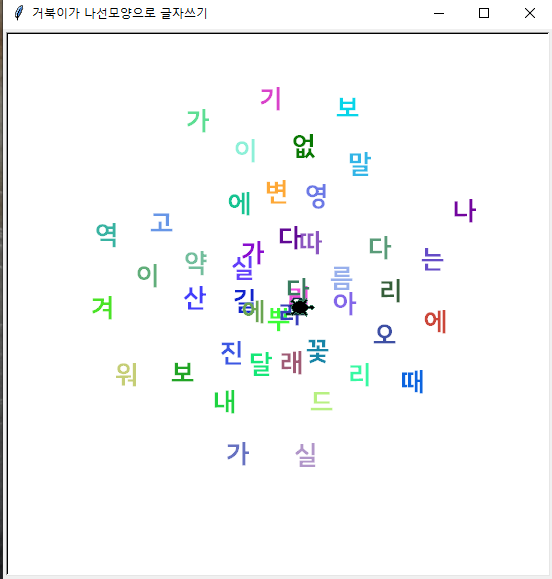 거북이가 나선모양으로 글자쓰기
나 보 기 가 역 겨 워 가 실 때 에 는 말 없 이 고 이 보 내 드 리 오 리 다 영 변 에 약 산 진 달 래 꽃 아 름 따 다 가 실 길 에 뿌 다